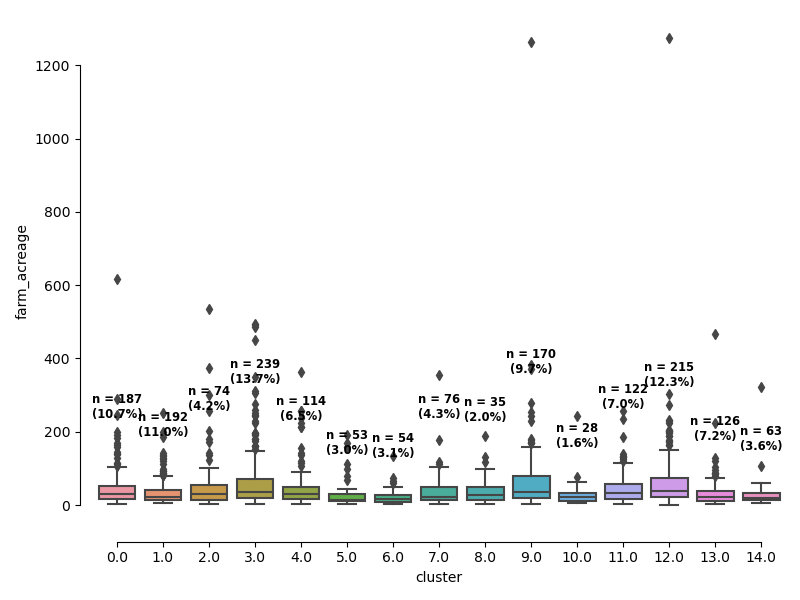 1200
1000
800
600
400
200
0
farm_acreage
n = 187
(10.7%)
n = 192
(11.0%)
n = 74
(4.2%)
n = 239
(13.7%)
n = 114
(6.5%)
n = 53
(3.0%)
n = 54
(3.1%)
n = 76
(4.3%)
n = 35
(2.0%)
n = 170
(9.7%)
n = 28
(1.6%)
n = 122
(7.0%)
n = 215
(12.3%)
n = 126
(7.2%)
n = 63
(3.6%)
0.0 1.0 2.0 3.0 4.0 5.0 6.0 7.0 8.0 9.0 10.0 11.0 12.0 13.0 14.0
cluster